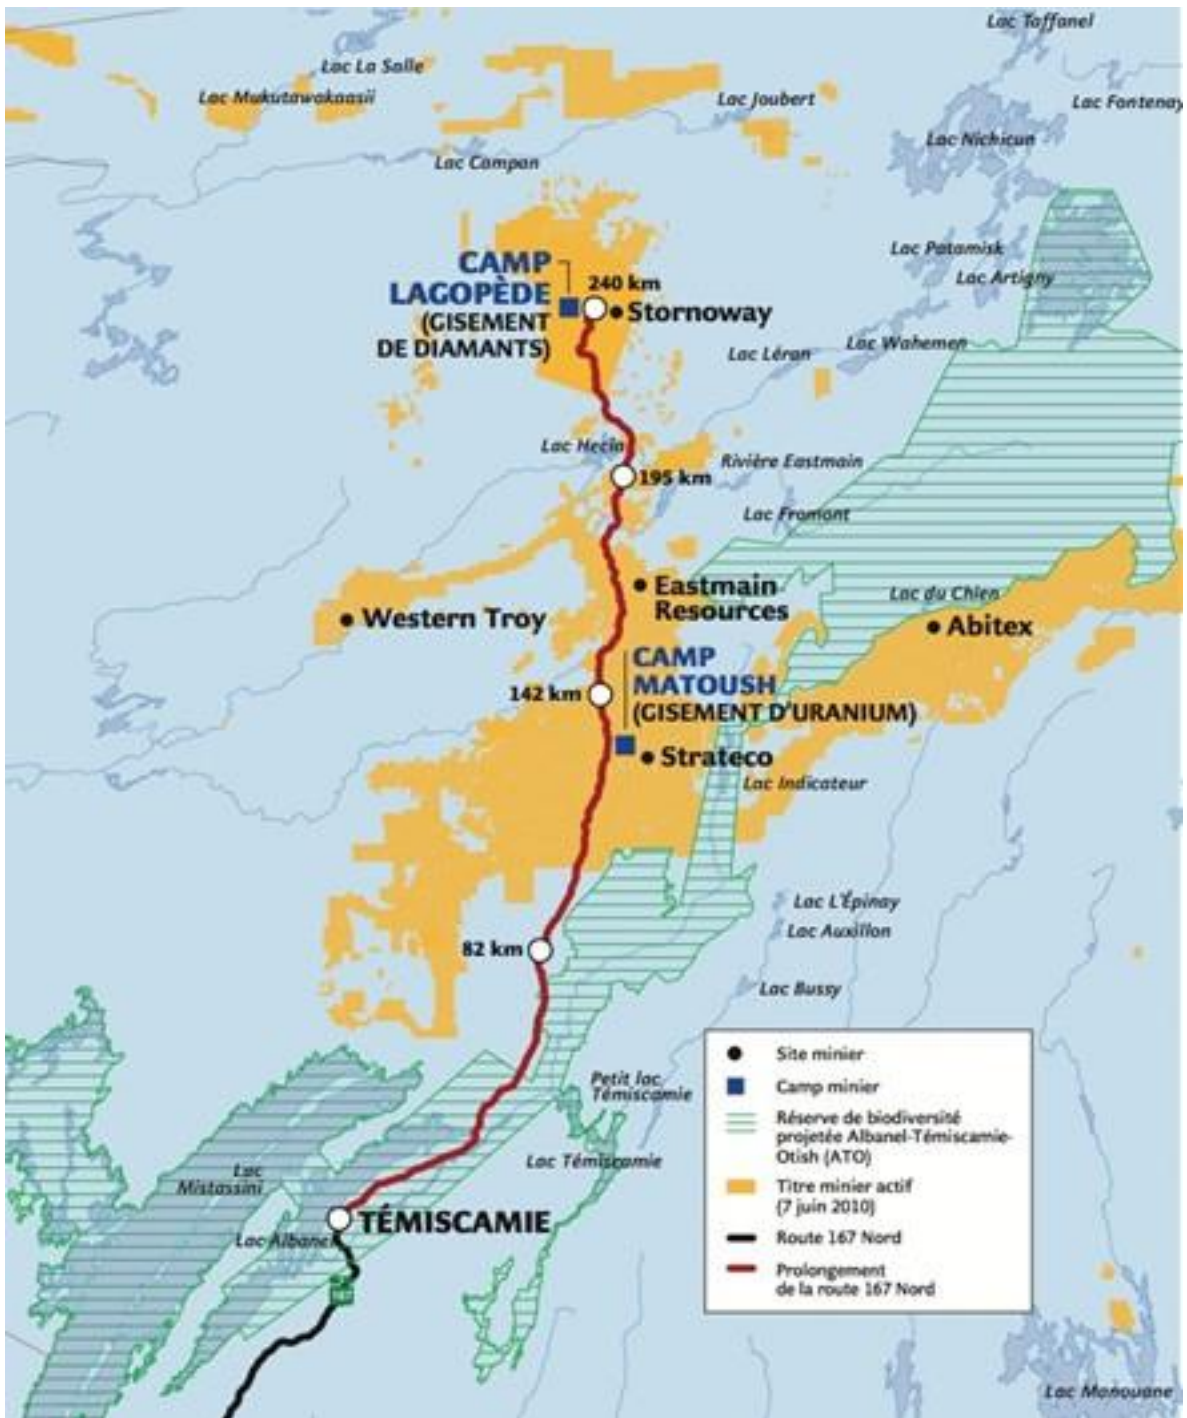 Lac Taffanel
Lac La Salle
Lac Mukutawakaasii
Lac Joubert
Lac Fontenay
Lac Nichicun
Lac Campan
CAMP
LAGOPÈDE
(GISEMENT
DE DIAMANTS)
240 km
Stornoway
Lac Patamisk
Lac Artigny
Lac Wahemen
Lac Léran
Lac Hecla
Rivière Eastmain
195 km
Lac Fromont
Eastmain
Resources
Western Troy
Lac du Chien
Abitex
CAMP
MATOUSH
(GISEMENT D'URANIUM)
142 km
Strateco
Lac Indicateur
Lac L'Épinay
Lac Auxillon
82 km
Lac Bussy
Petit lac
Témiscamie
Lac Témiscamie
Lac
Mistassini
TÉMISCAMIE
Lac Albanel
Site minier
Camp minier
Réserve de biodiversité
projetée Albanel-Témiscamie-
Otish (ATO)
Titre minier actif
(7 juin 2010)
Route 167 Nord
Prolongement
de la route 167 Nord
Lac Manouane